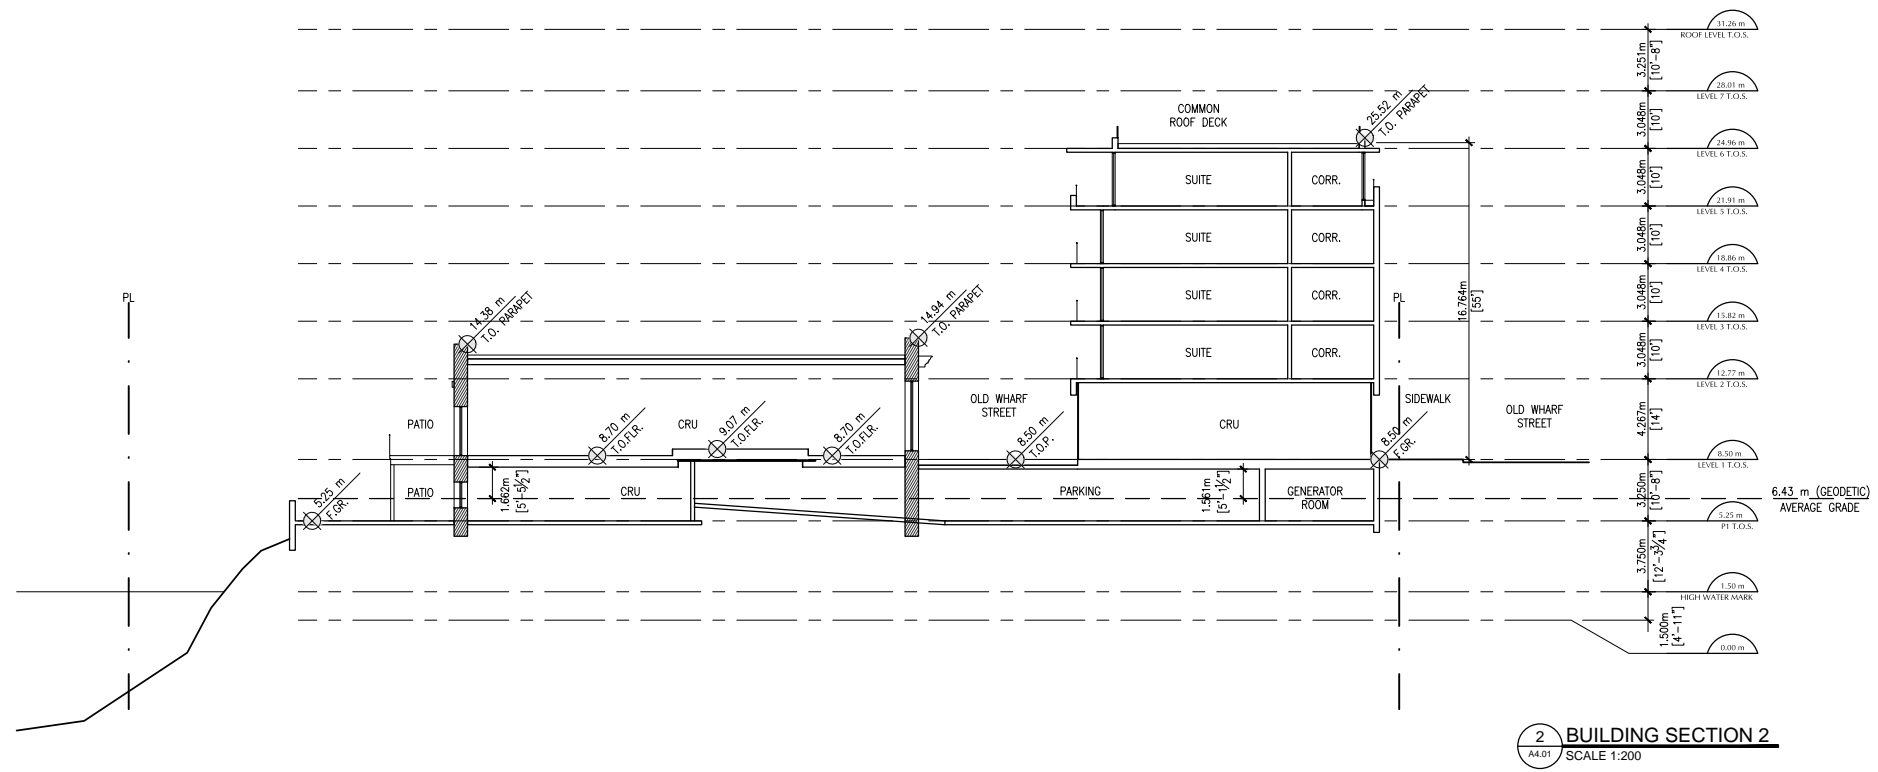 31.26 m
ROOF LEVEL T.O.S.
3.251m
[10'-8"]
28.01 m
LEVEL 7 T.O.S.
3.048m
[10']
COMMON
ROOF DECK
25.52 m
T.O. PARAPET
24.96 m
LEVEL 6 T.O.S.
3.048m
[10']
SUITE
CORR.
21.91 m
LEVEL 5 T.O.S.
3.048m
[10']
SUITE
CORR.
18.86 m
LEVEL 4 T.O.S.
3.048m
[10']
SUITE
CORR.
16.764m
[55']
PL
PL
14.38 m
T.O. PARAPET
14.94 m
T.O. PARAPET
15.82 m
LEVEL 3 T.O.S.
3.048m
[10']
SUITE
CORR.
12.77 m
LEVEL 2 T.O.S.
4.267m
[14']
PATIO
8.70 m
T.O.FLR.
CRU
9.07 m
T.O.FLR.
8.70 m
T.O.FLR.
OLD WHARF
STREET
8.50 m
T.O.P.
CRU
SIDEWALK
8.50 m
F.GR.
OLD WHARF
STREET
8.50 m
LEVEL 1 T.O.S.
3.250m
[10'-8"]
5.25 m
F.GR.
PATIO
1.662m
[5'-5½"]
CRU
PARKING
1.561m
[5'-1½"]
GENERATOR
ROOM
6.43 m (GEODETIC)
AVERAGE GRADE
5.25 m
P1 T.O.S.
3.750m
[12'-3¾"]
1.50 m
HIGH WATER MARK
1.500m
[4'-11"]
0.00 m
2
A4.01
BUILDING SECTION 2
SCALE 1:200